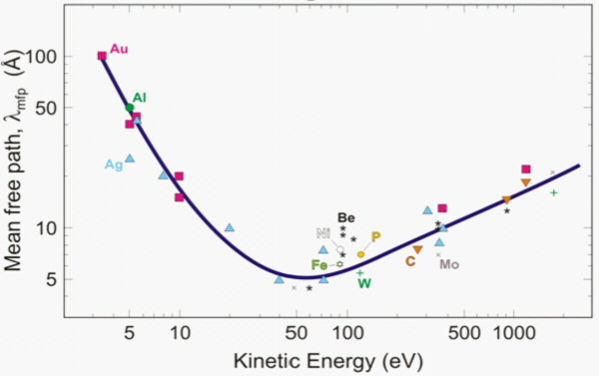 Mean free path, λmfp (Å)
100
50
10
5
Au
Al
Ag
Be
Ni
P
Fe
W
C
Mo
5 10 50 100 500 1000
Kinetic Energy (eV)